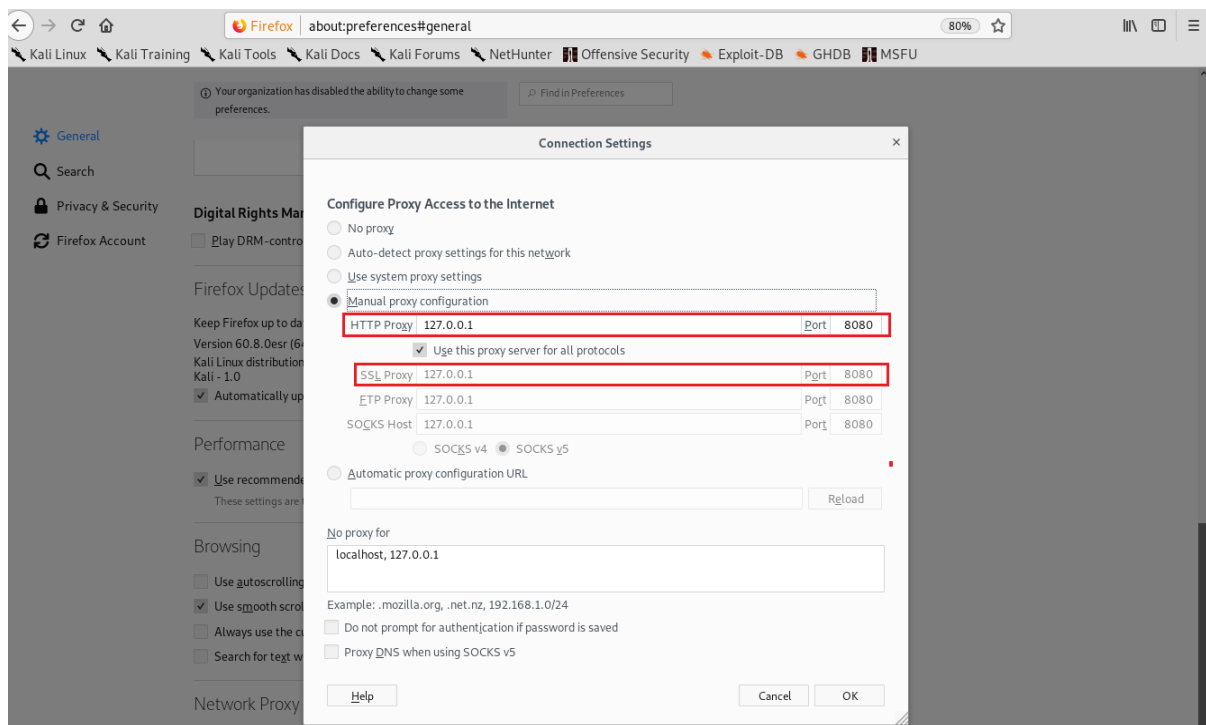 Firefox about:preferences#general 80%
Kali Linux Kali Training Kali Tools Kali Docs Kali Forums NetHunter Offensive Security Exploit-DB GHDB MSFU
Your organization has disabled the ability to change some
preferences.
Find in Preferences
General
Search
Privacy & Security
Firefox Account
Digital Rights Mar
Play DRM-contro
Firefox Updates
Keep Firefox up to da
Version 60.8.0esr (64
Kali Linux distribution
Kali - 1.0
Automatically up
Performance
Use recommende
These settings are
Browsing
Use autoscrolling
Use smooth scrol
Always use the cu
Search for text w
Network Proxy
Connection Settings
Configure Proxy Access to the Internet
No proxy
Auto-detect proxy settings for this network
Use system proxy settings
Manual proxy configuration
HTTP Proxy 127.0.0.1 Port 8080
Use this proxy server for all protocols
SSL Proxy 127.0.0.1 Port 8080
FTP Proxy 127.0.0.1 Port 8080
SOCKS Host 127.0.0.1 Port 8080
SOCKS v4 SOCKS v5
Automatic proxy configuration URL
Reload
No proxy for
localhost, 127.0.0.1
Example: .mozilla.org, .net.nz, 192.168.1.0/24
Do not prompt for authentication if password is saved
Proxy DNS when using SOCKS v5
Help Cancel OK